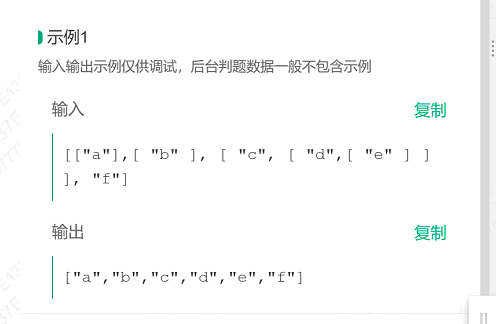 示例1
输入输出示例仅供调试，后台判题数据一般不包含示例
输入
复制
[["a"],[ "b" ], [ "c", [ "d",[ "e" ] ]
], "f"]
输出
复制
["a","b","c","d","e","f"]